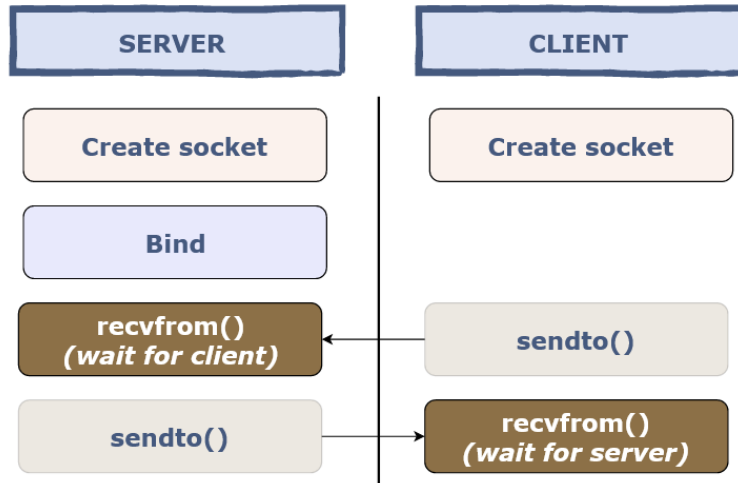 SERVER
CLIENT
Create socket
Create socket
Bind
recvfrom()
(wait for client)
sendto()
sendto()
recvfrom()
(wait for server)